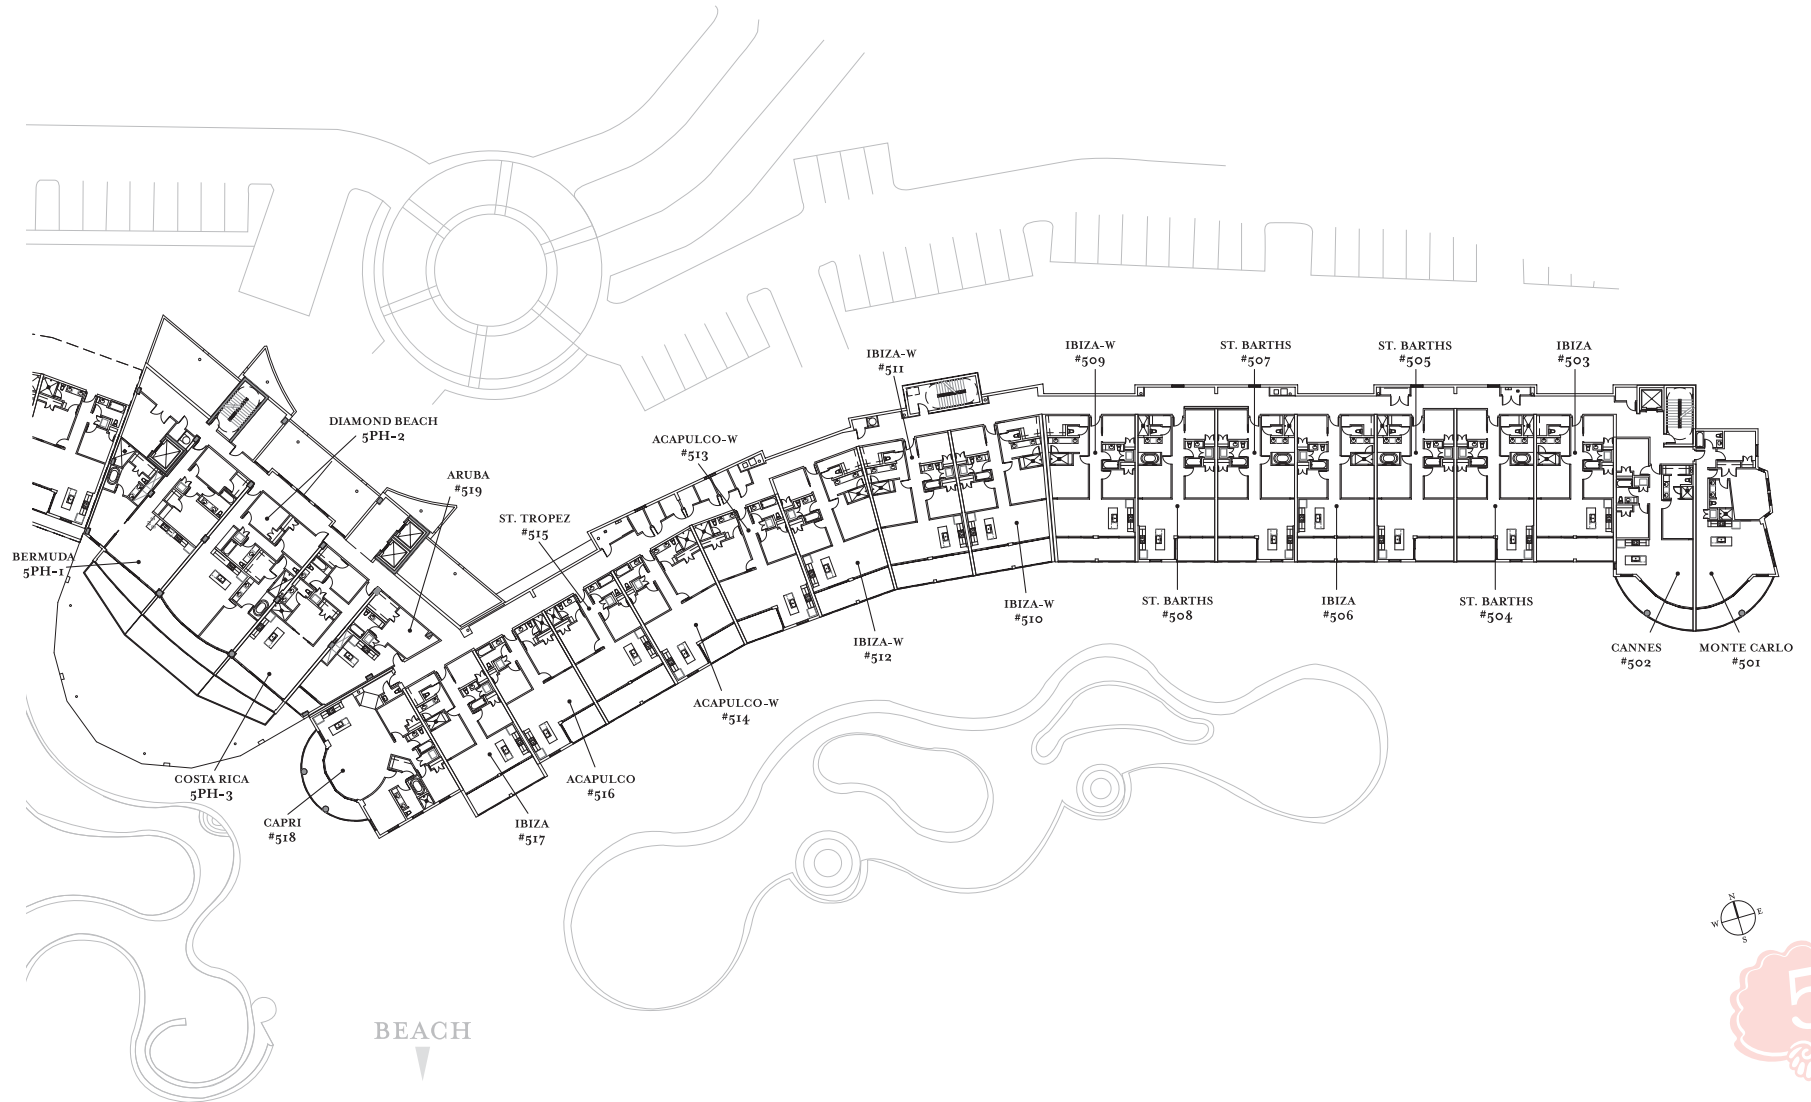 IBIZA-W
#509
ST. BARTHS
#507
ST. BARTHS
#505
IBIZA
#503
IBIZA-W
#511
DIAMOND BEACH
5PH-2
ACAPULCO-W
#513
ARUBA
#519
ST. TROPEZ
#515
BERMUDA
5PH-1
IBIZA-W
#510
ST. BARTHS
#508
IBIZA
#506
ST. BARTHS
#504
IBIZA-W
#512
CANNES
#502
MONTE CARLO
#501
ACAPULCO-W
#514
COSTA RICA
5PH-3
ACAPULCO
#516
CAPRI
#518
IBIZA
#517
N
W E
S
5
BEACH